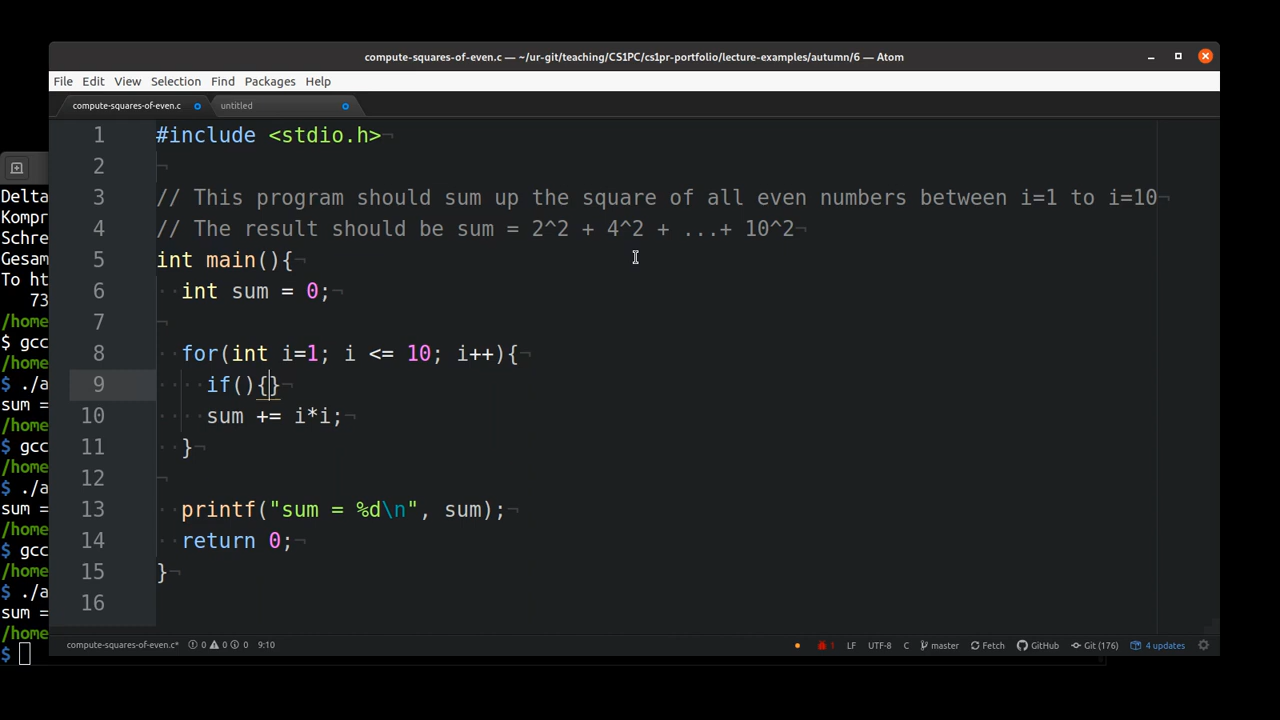 compute-squares-of-even.c — ~/ur-git/teaching/CS1PC/cs1pr-portfolio/lecture-examples/autumn/6 — Atom
File Edit View Selection Find Packages Help
compute-squares-of-even.c untitled
1 #include <stdio.h>¬
2 ¬
3 // This program should sum up the square of all even numbers between i=1 to i=10¬
4 // The result should be sum = 2^2 + 4^2 + ...+ 10^2¬
5 int main(){¬
6 ··int sum = 0;¬
7 ¬
8 ··for(int i=1; i <= 10; i++){¬
9 ····if(){}¬
10 ····sum += i*i;¬
11 ··}¬
12 ¬
13 ··printf("sum = %d\n", sum);¬
14 ··return 0;¬
15 }¬
16
compute-squares-of-even.c* 0 0 0 9:10 1 LF UTF-8 C master Fetch GitHub Git (176) 4 updates
Delta
Kompr
Schre
Gesam
To ht
73
/home
$ gcc
/home
$ ./a
sum =
/home
$ gcc
/home
$ ./a
sum =
/home
$ gcc
/home
$ ./a
sum =
/home
$